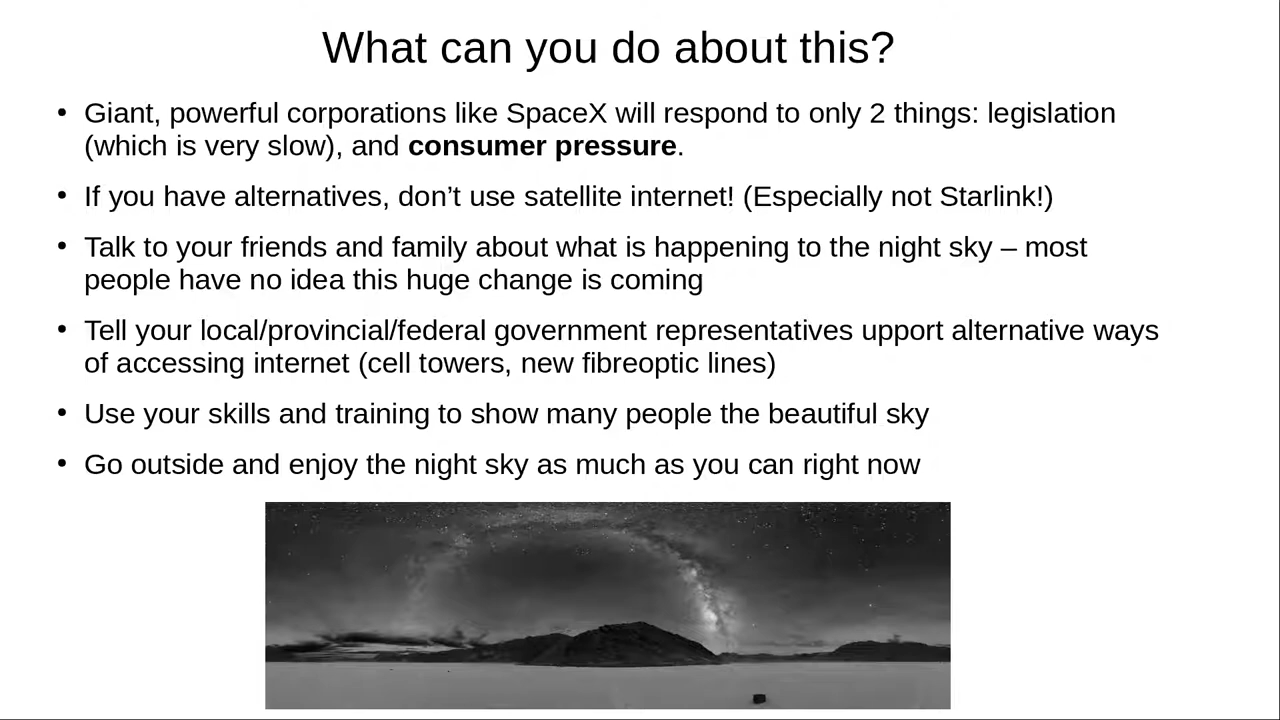 What can you do about this?
• Giant, powerful corporations like SpaceX will respond to only 2 things: legislation
(which is very slow), and consumer pressure.
• If you have alternatives, don’t use satellite internet! (Especially not Starlink!)
• Talk to your friends and family about what is happening to the night sky – most
people have no idea this huge change is coming
• Tell your local/provincial/federal government representatives upport alternative ways
of accessing internet (cell towers, new fibreoptic lines)
• Use your skills and training to show many people the beautiful sky
• Go outside and enjoy the night sky as much as you can right now